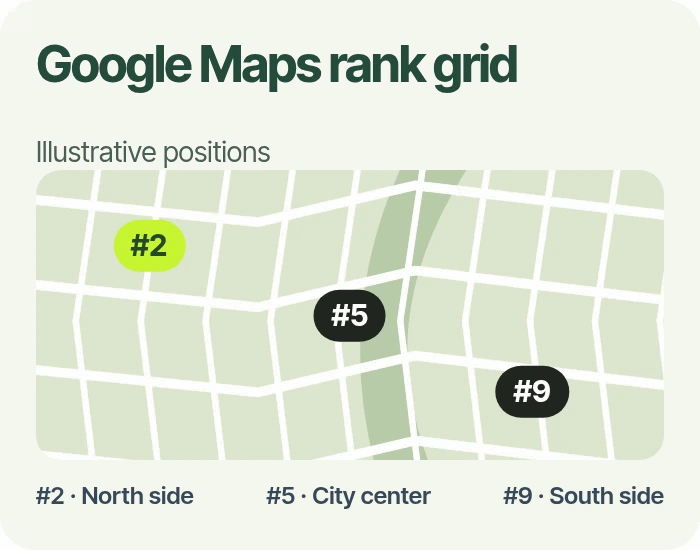 Google Maps rank grid
Illustrative positions
#2
#5
#9
#2 · North side
#5 · City center
#9 · South side